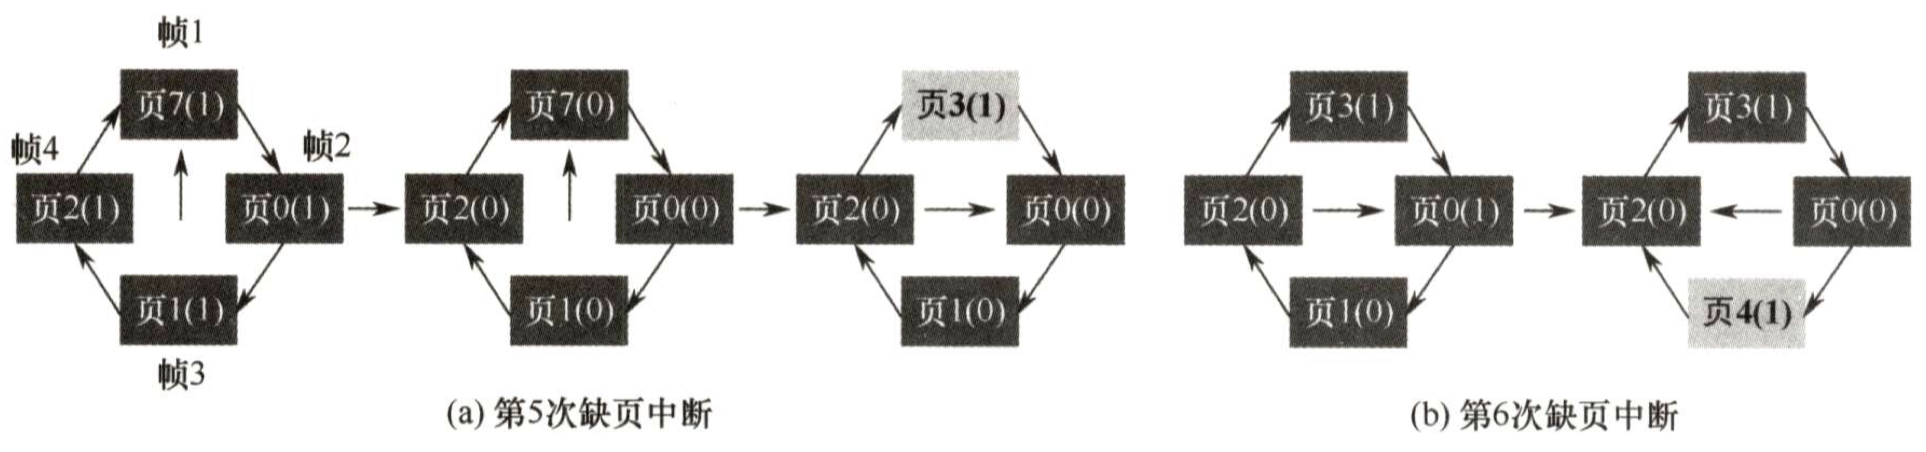 帧1
页7(1) 页7(0) 页3(1) 页3(1) 页3(1)
帧4 帧2
页2(1) 页0(1) 页2(0) 页0(0) 页2(0) 页0(0) 页2(0) 页0(1) 页2(0) 页0(0)
页1(1) 页1(0) 页1(0) 页1(0) 页4(1)
帧3
(a) 第5次缺页中断 (b) 第6次缺页中断